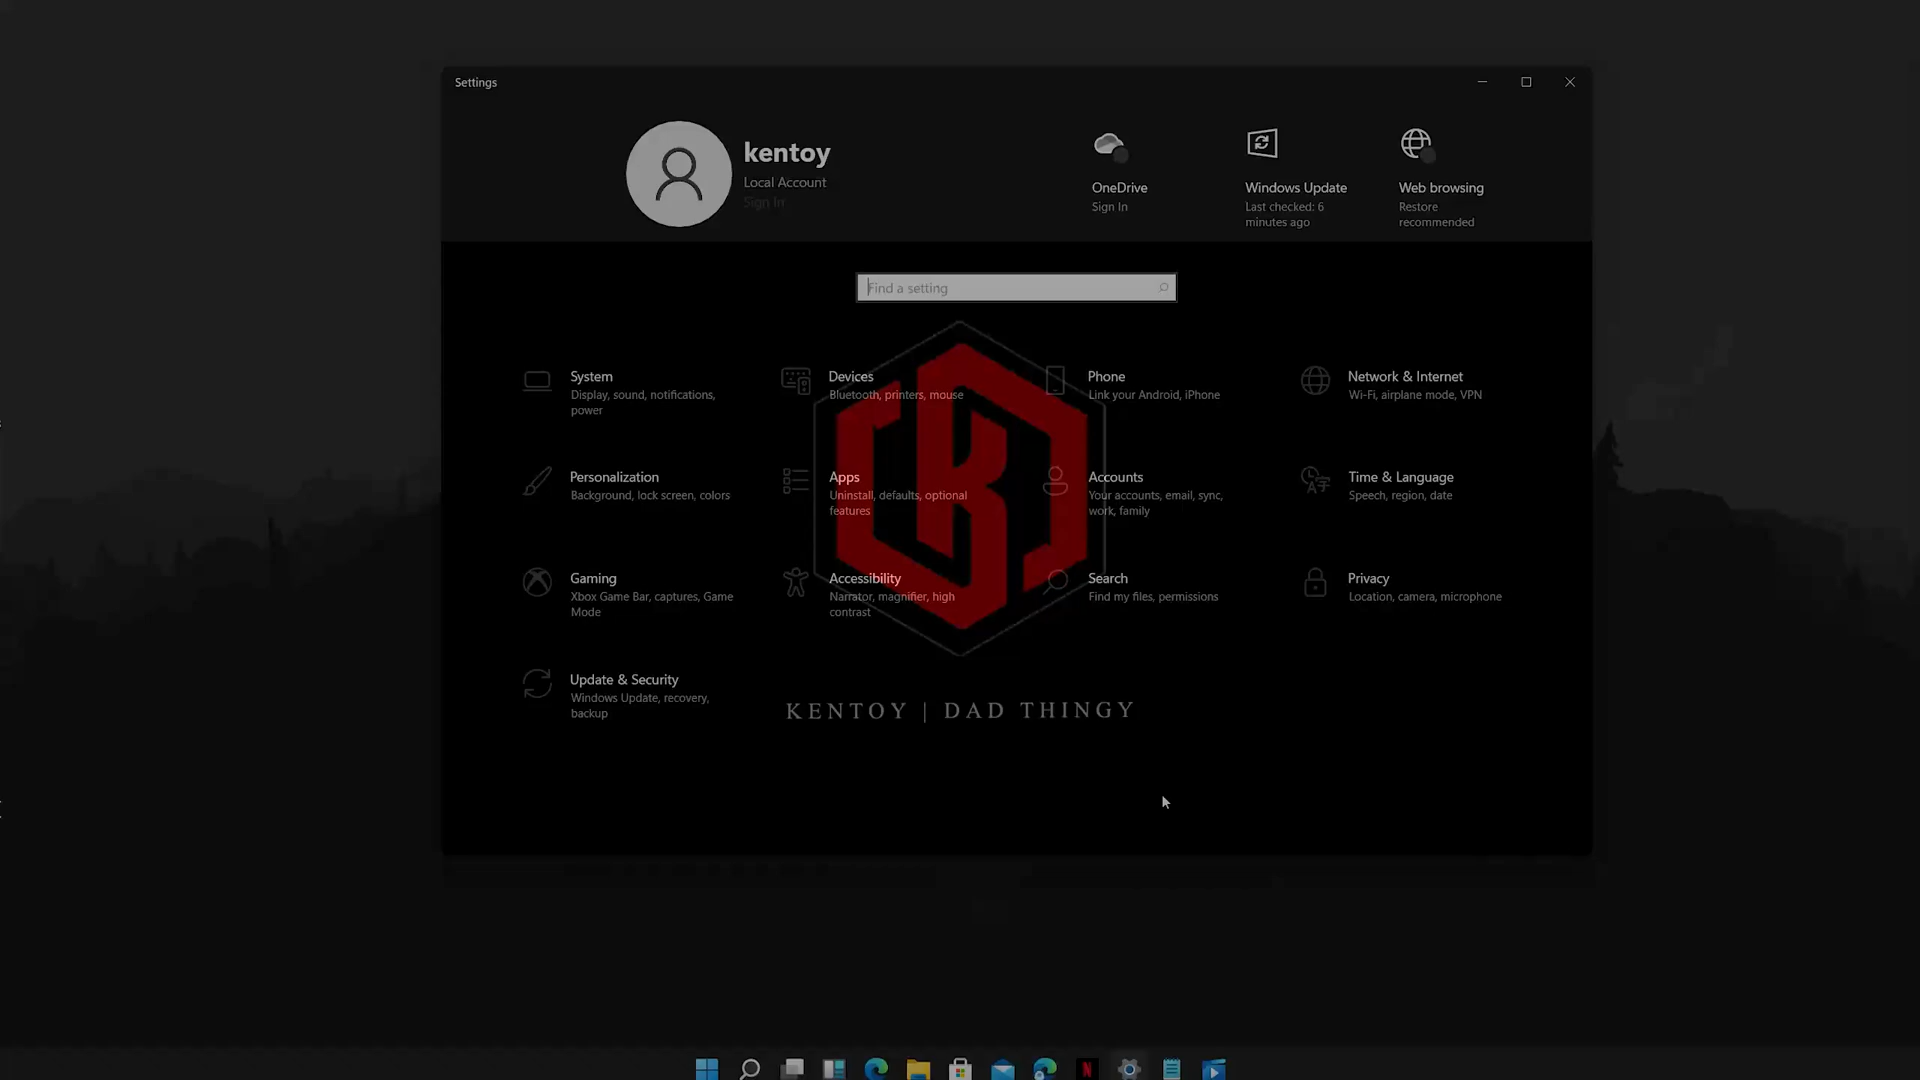 Settings
kentoy
Local Account
Sign In
OneDrive
Sign In
Windows Update
Last checked: 6
minutes ago
Web browsing
Restore
recommended
Find a setting
System
Display, sound, notifications,
power
Devices
Bluetooth, printers, mouse
Phone
Link your Android, iPhone
Network & Internet
Wi-Fi, airplane mode, VPN
Personalization
Background, lock screen, colors
Apps
Uninstall, defaults, optional
features
Accounts
Your accounts, email, sync,
work, family
Time & Language
Speech, region, date
Gaming
Xbox Game Bar, captures, Game
Mode
Accessibility
Narrator, magnifier, high
contrast
Search
Find my files, permissions
Privacy
Location, camera, microphone
Update & Security
Windows Update, recovery,
backup
KENTOY | DAD THINGY